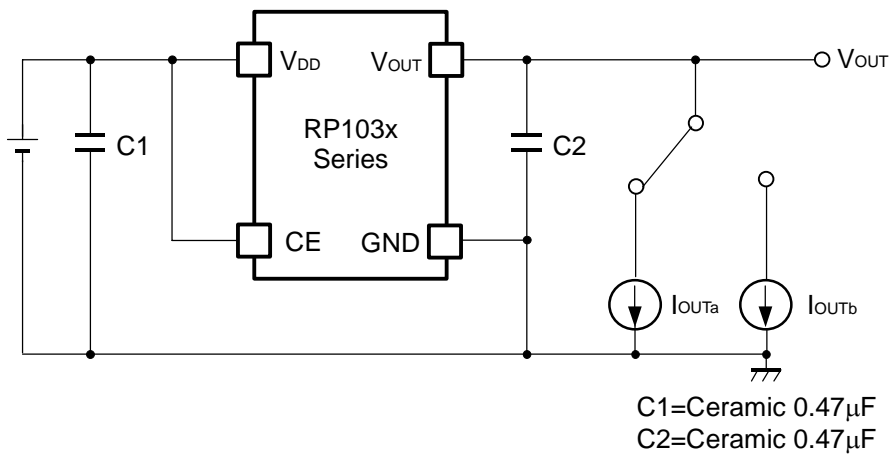 VDD
VOUT
VOUT
RP103x
Series
C1
C2
CE
GND
IOUTa
IOUTb
C1=Ceramic 0.47μF
C2=Ceramic 0.47μF